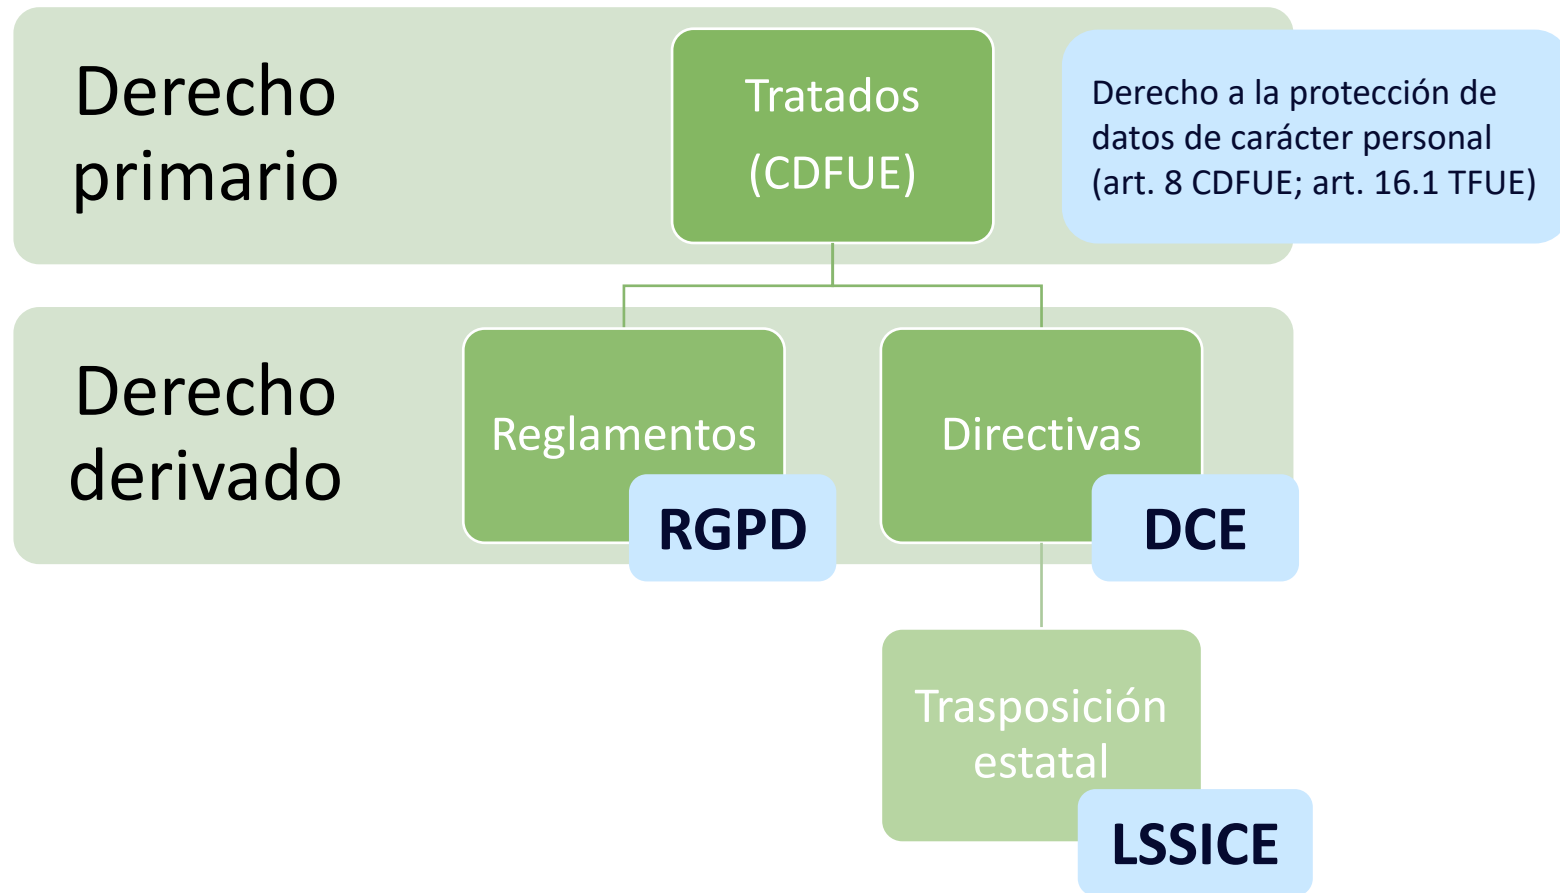 Derecho
primario
Tratados
(CDFUE)
Derecho a la protección de
datos de carácter personal
(art. 8 CDFUE; art. 16.1 TFUE)
Derecho
derivado
Reglamentos
RGPD
Directivas
DCE
Trasposición
estatal
LSSICE